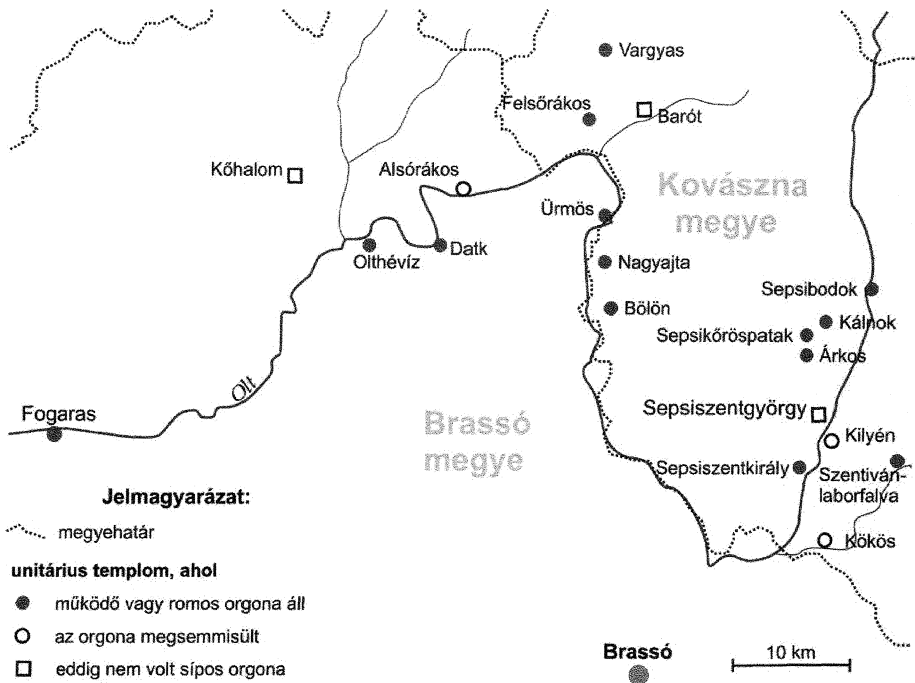 Vargyas
Felsőrákos
Barót
Kőhalom
Alsórákos
Kovászna
megye
Ürmös
Olthévíz
Datk
Nagyajta
Sepsibodok
Bölön
Kálnok
Sepsikőröspatak
Árkos
Olt
Fogaras
Brassó
megye
Sepsiszentgyörgy
Kilyén
Sepsiszentkirály
Szentiván-
laborfalva
Kökös
Jelmagyarázat:
megyehatár
unitárius templom, ahol
működő vagy romos orgona áll
az orgona megsemmisült
eddig nem volt sípos orgona
Brassó
10 km